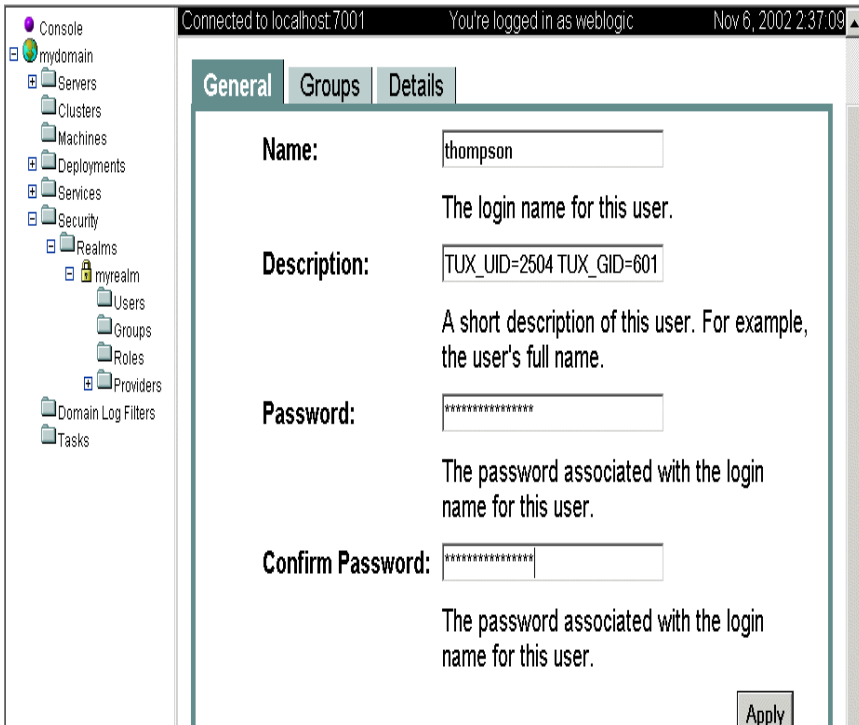 Connected to localhost:7001 You're logged in as weblogic Nov 6, 2002 2:37:09
Console
mydomain
Servers
Clusters
Machines
Deployments
Services
Security
Realms
myrealm
Users
Groups
Roles
Providers
Domain Log Filters
Tasks
General Groups Details
Name: thompson
The login name for this user.
Description: TUX_UID=2504 TUX_GID=601
A short description of this user. For example,
the user's full name.
Password: ***************
The password associated with the login
name for this user.
Confirm Password: ***************
The password associated with the login
name for this user.
Apply